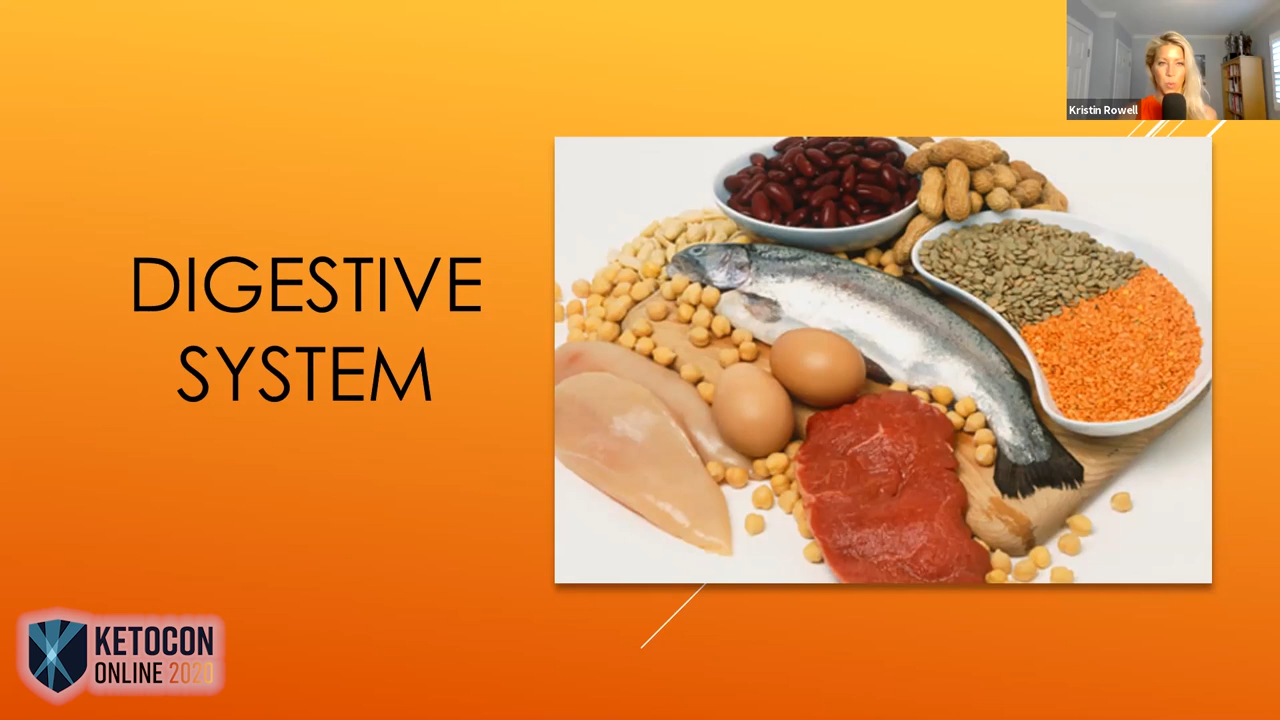 Kristin Rowell
DIGESTIVE
SYSTEM
KETOCON
ONLINE 2020